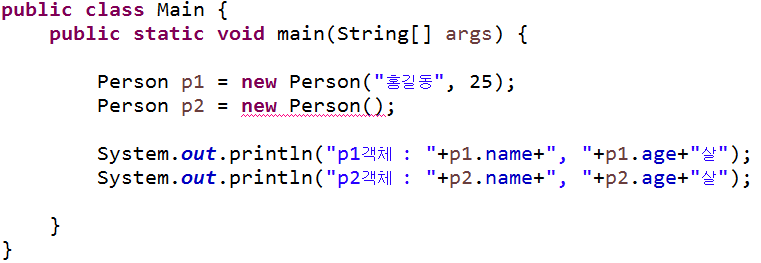 public class Main {
public static void main(String[] args) {
Person p1 = new Person("홍길동", 25);
Person p2 = new Person();
System.out.println("p1객체 : "+p1.name+", "+p1.age+"살");
System.out.println("p2객체 : "+p2.name+", "+p2.age+"살");
}
}